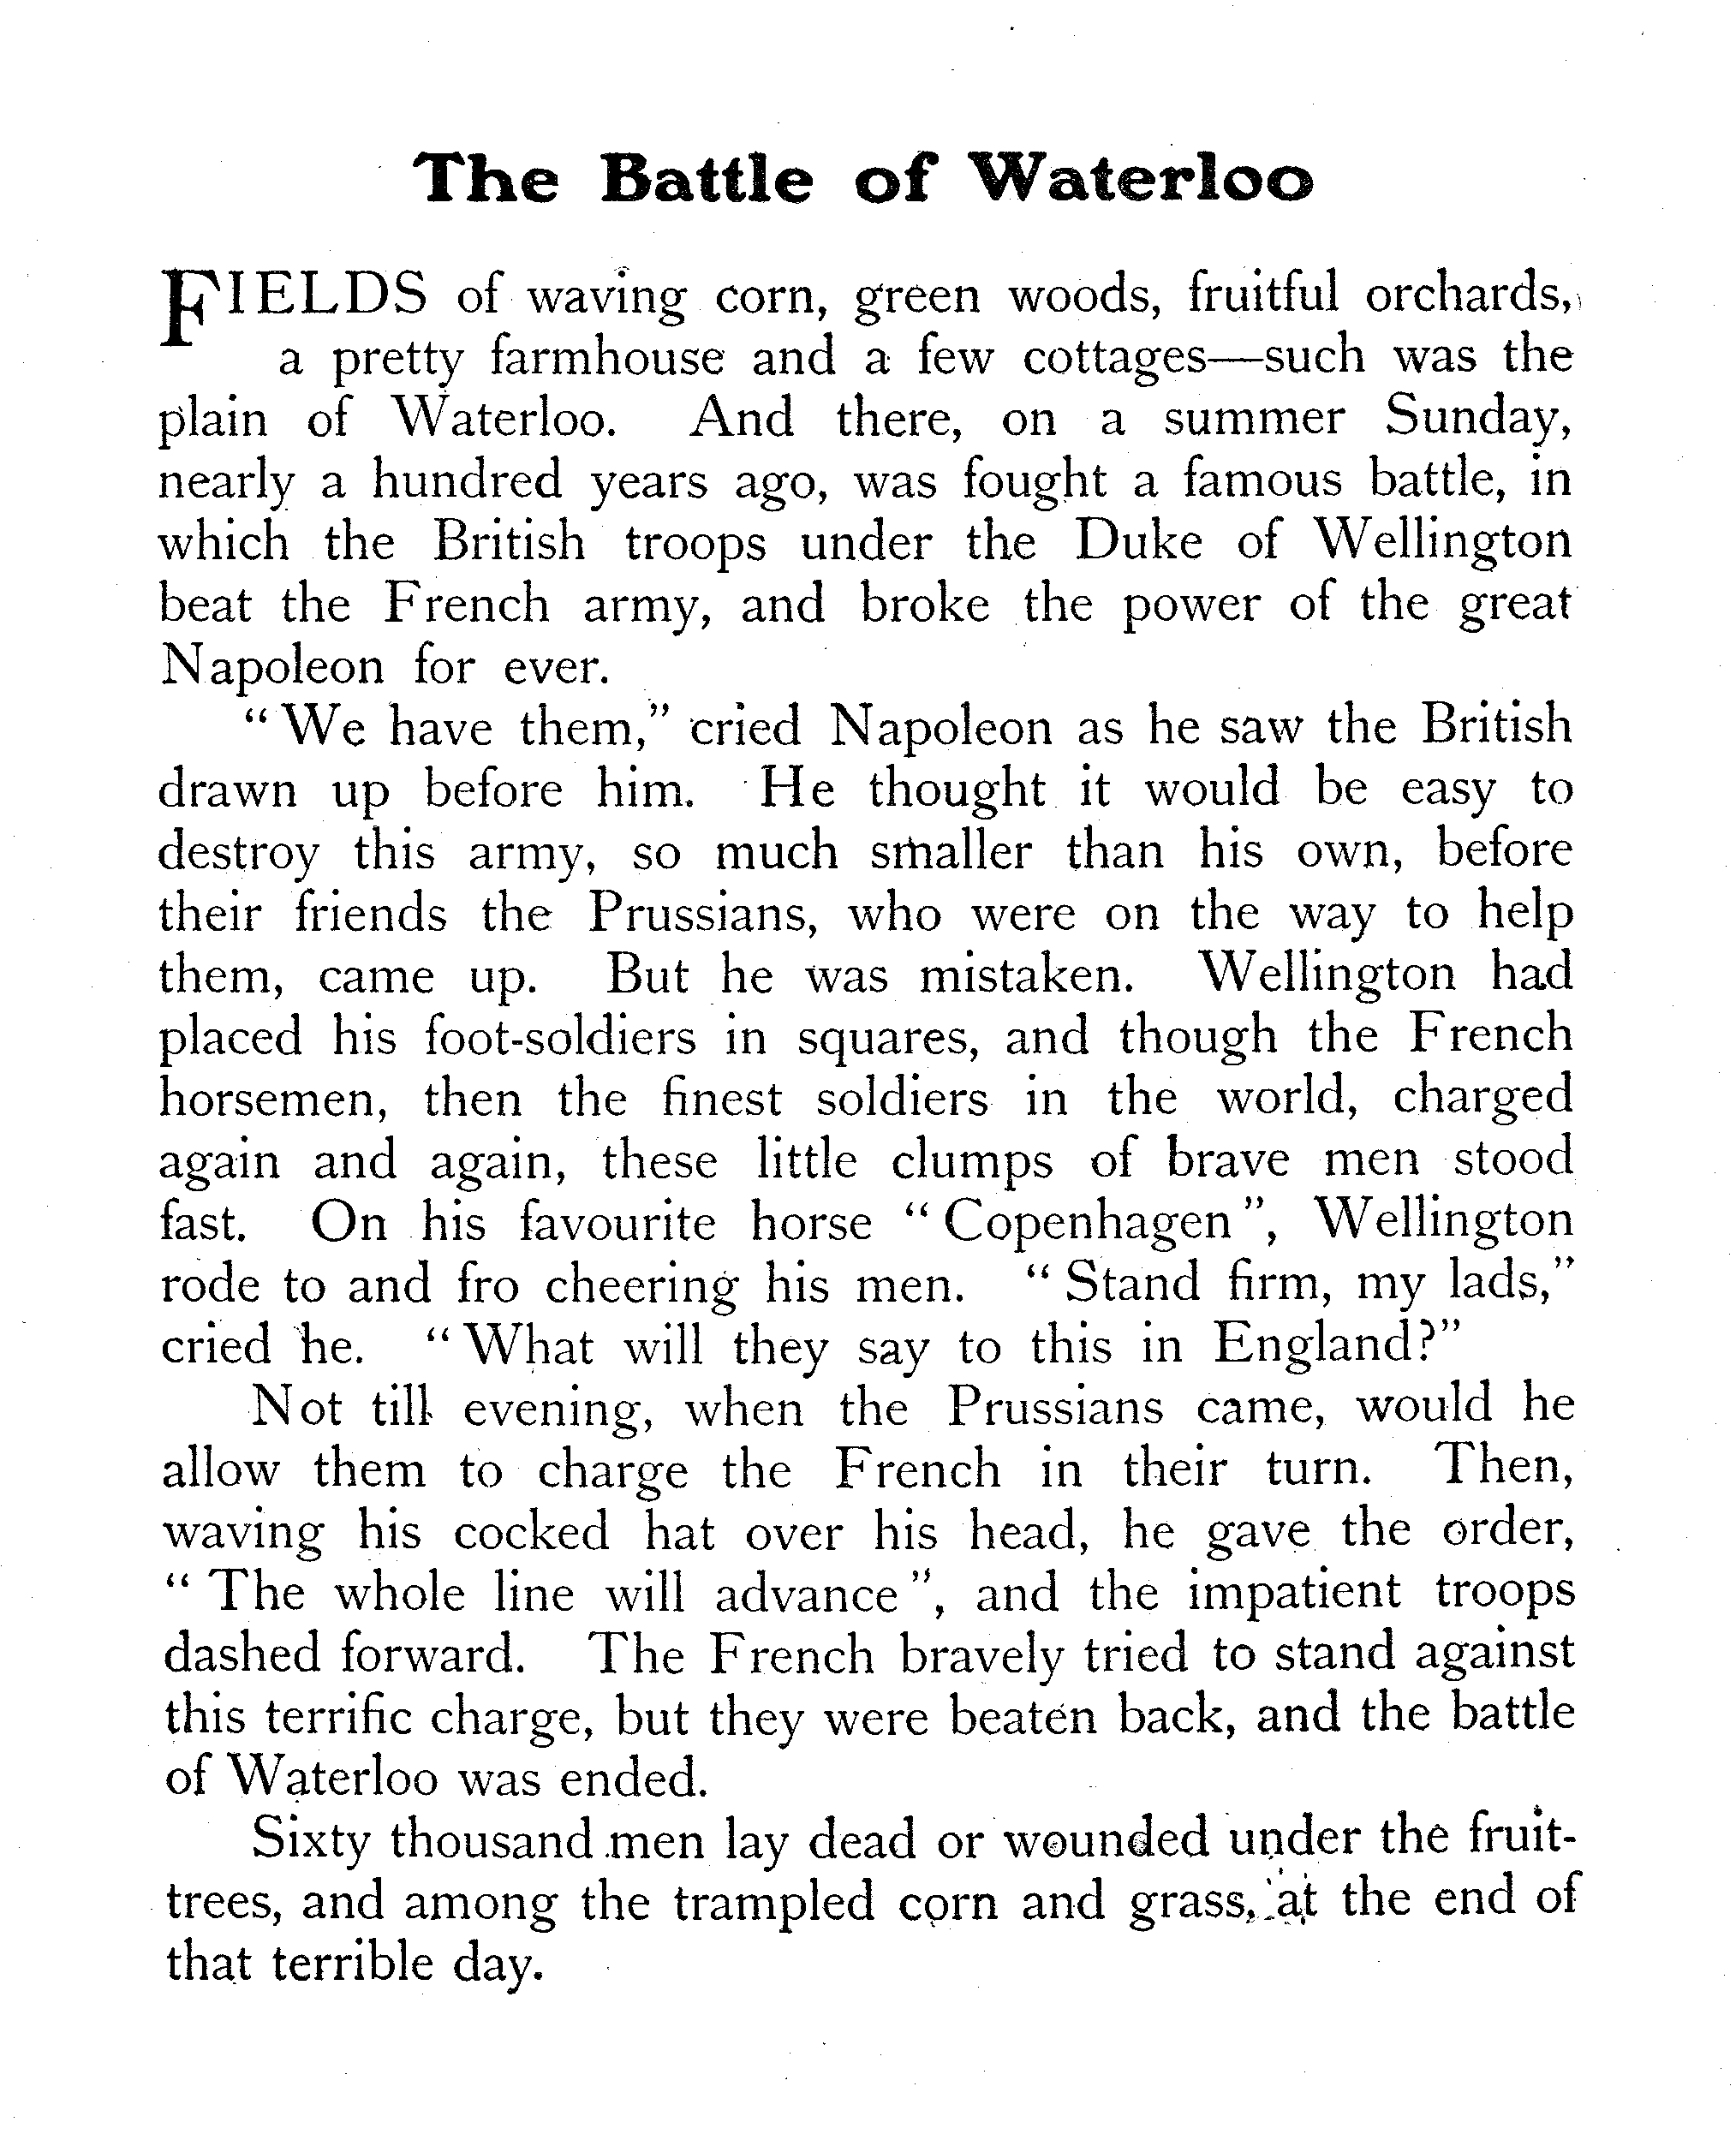 The Battle of Waterloo
FIELDS of waving corn, green woods, fruitful orchards,
a pretty farmhouse and a few cottages—such was the
plain of Waterloo. And there, on a summer Sunday,
nearly a hundred years ago, was fought a famous battle, in
which the British troops under the Duke of Wellington
beat the French army, and broke the power of the great
Napoleon for ever.
“We have them,” cried Napoleon as he saw the British
drawn up before him. He thought it would be easy to
destroy this army, so much smaller than his own, before
their friends the Prussians, who were on the way to help
them, came up. But he was mistaken. Wellington had
placed his foot-soldiers in squares, and though the French
horsemen, then the finest soldiers in the world, charged
again and again, these little clumps of brave men stood
fast. On his favourite horse “Copenhagen”, Wellington
rode to and fro cheering his men. “Stand firm, my lads,”
cried he. “What will they say to this in England?”
Not till evening, when the Prussians came, would he
allow them to charge the French in their turn. Then,
waving his cocked hat over his head, he gave the order,
“The whole line will advance”, and the impatient troops
dashed forward. The French bravely tried to stand against
this terrific charge, but they were beaten back, and the battle
of Waterloo was ended.
Sixty thousand men lay dead or wounded under the fruit-
trees, and among the trampled corn and grass, at the end of
that terrible day.